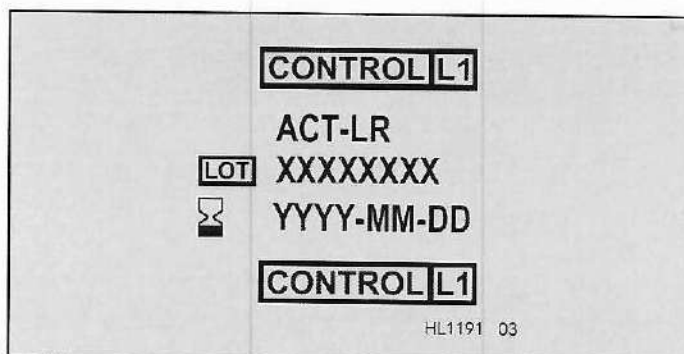 CONTROL L1
ACT-LR
LOT XXXXXXXX
YYYY-MM-DD
CONTROL L1
HL1191 03